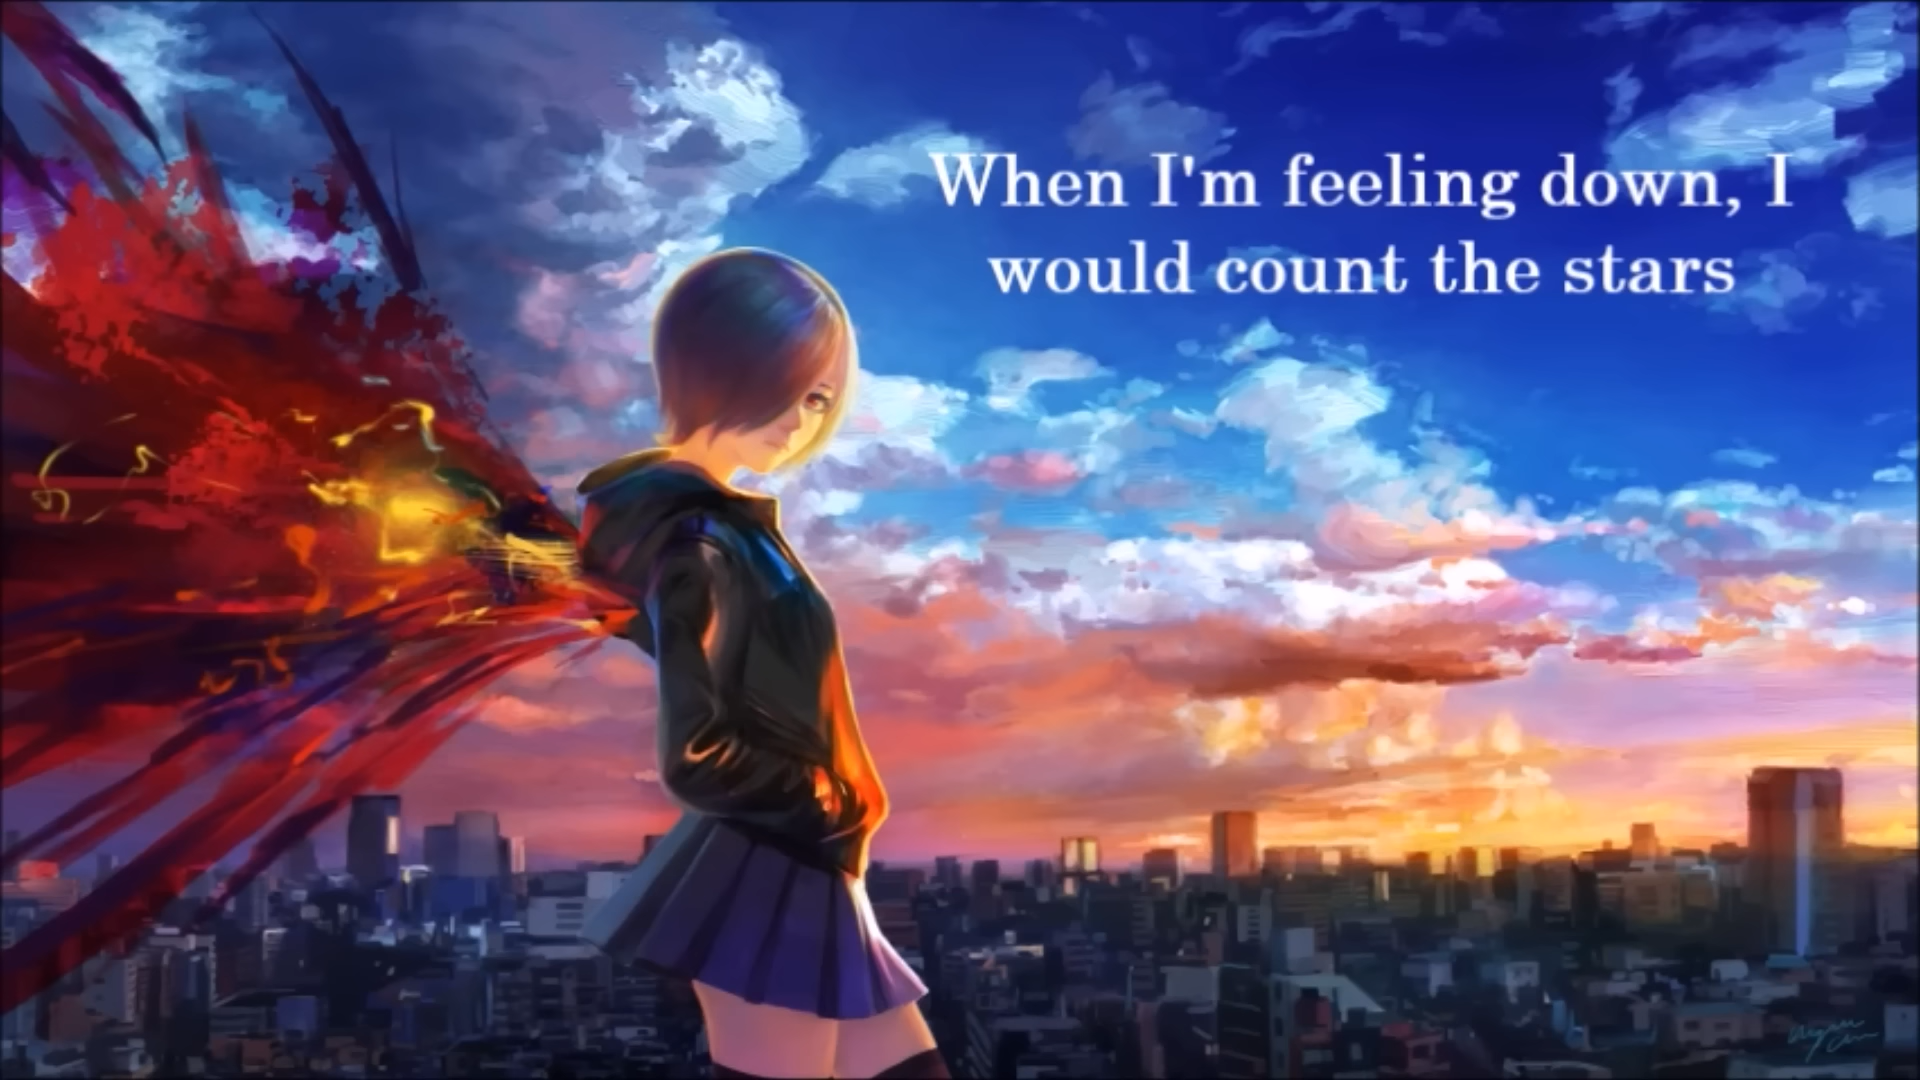 When I'm feeling down, I
would count the stars